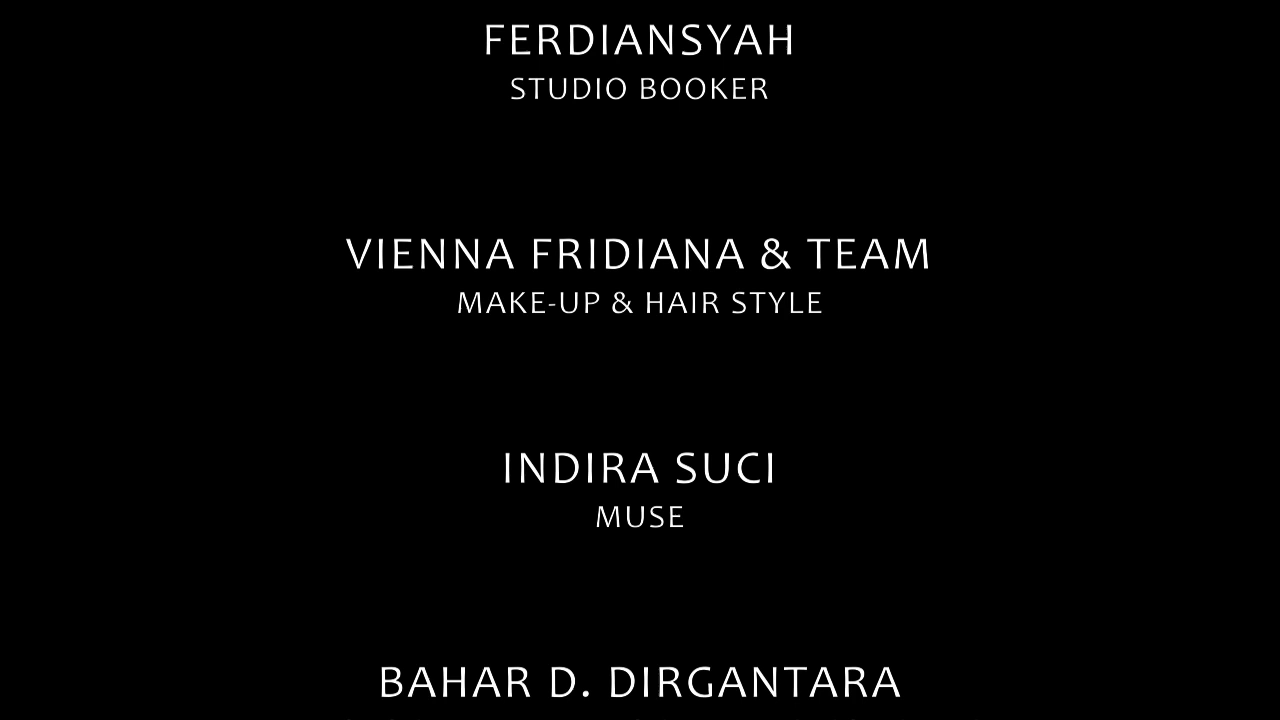 FERDIANSYAH
STUDIO BOOKER
VIENNA FRIDIANA & TEAM
MAKE-UP & HAIR STYLE
INDIRA SUCI
MUSE
BAHAR D. DIRGANTARA